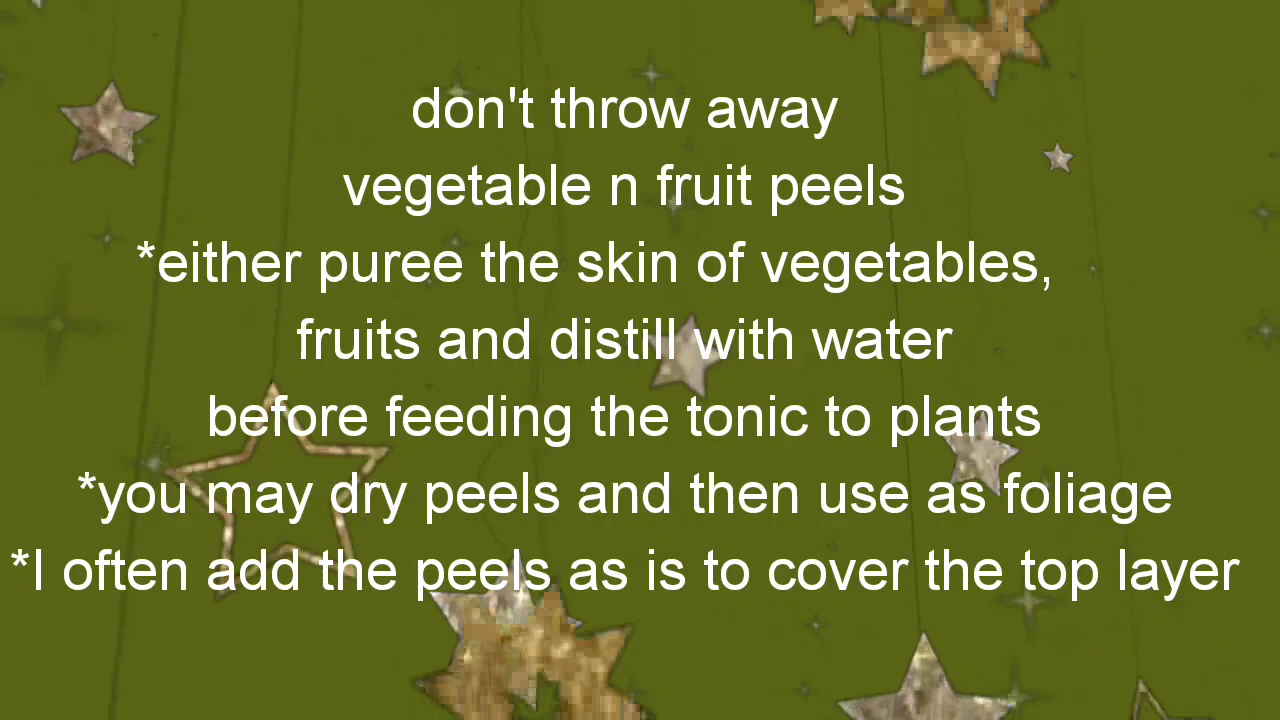 don't throw away
vegetable n fruit peels
*either puree the skin of vegetables,
fruits and distill with water
before feeding the tonic to plants
*you may dry peels and then use as foliage
*I often add the peels as is to cover the top layer